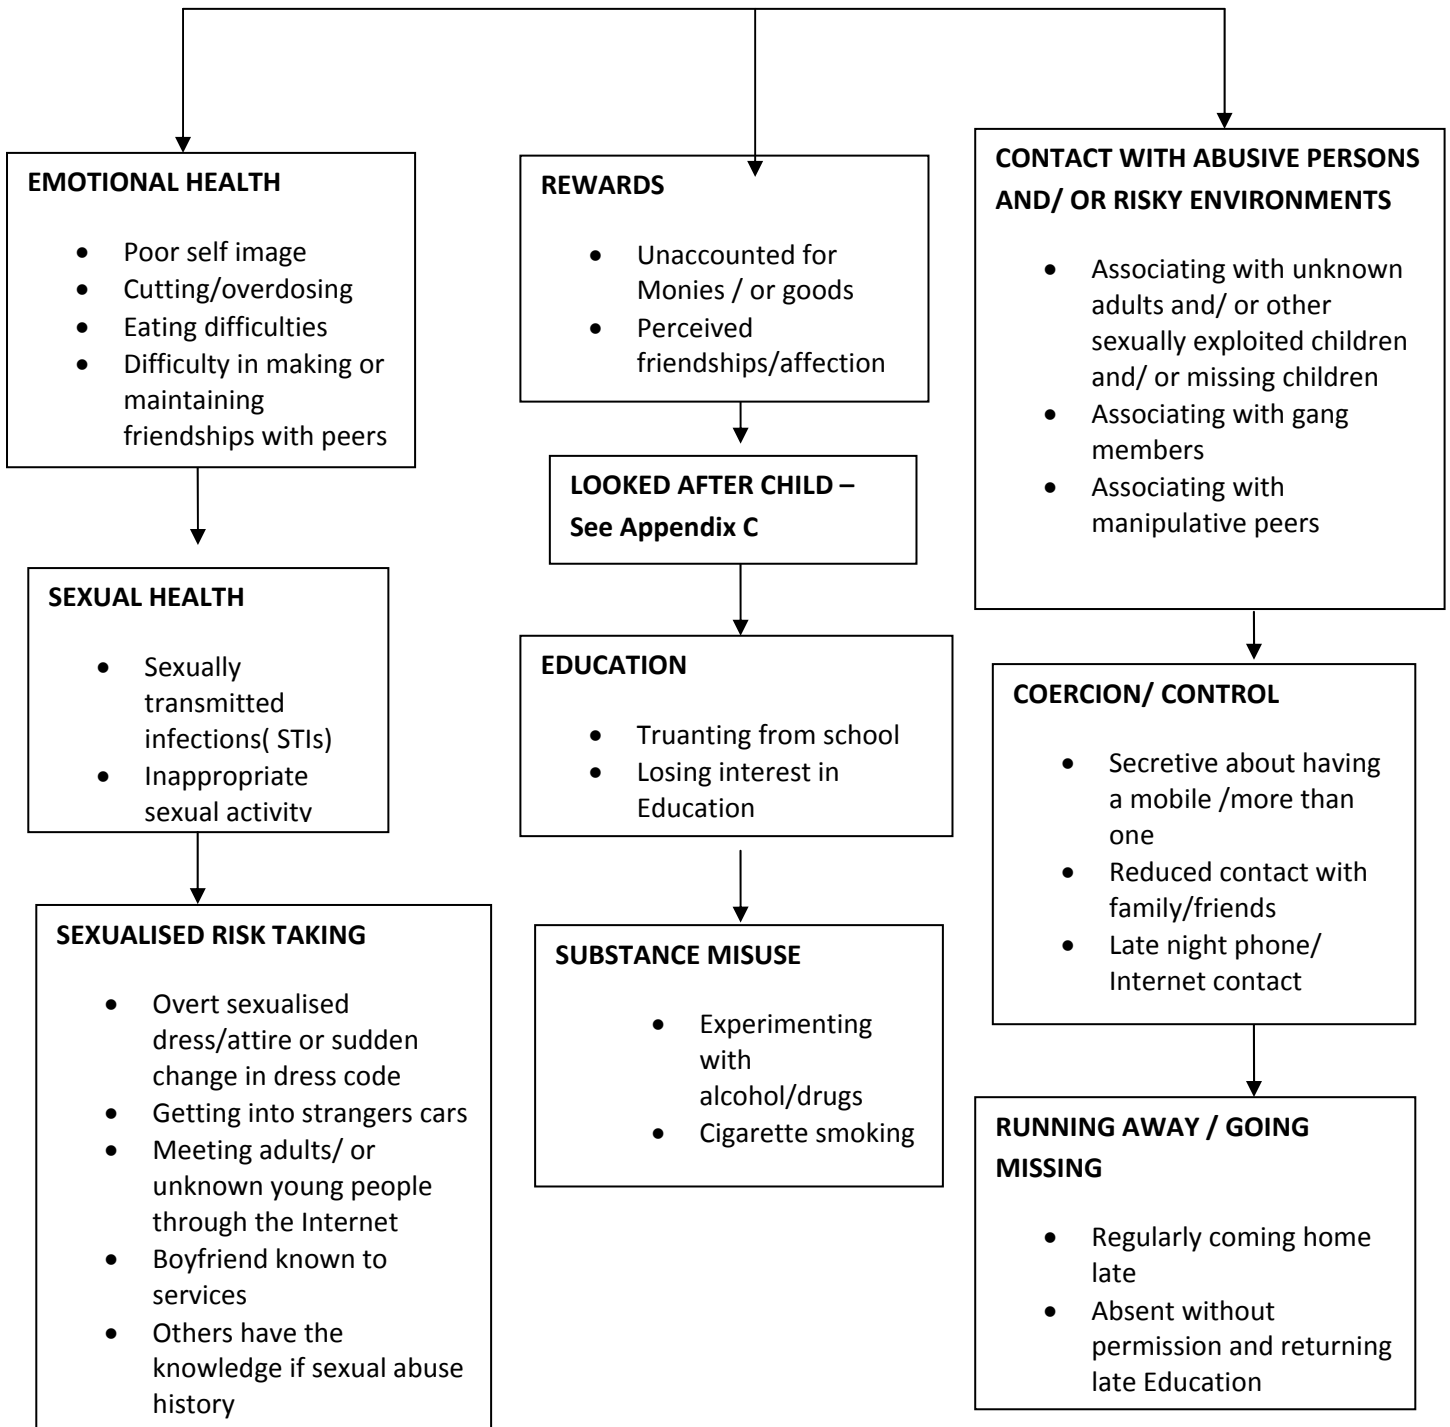 EMOTIONAL HEALTH
• Poor self image
• Cutting/overdosing
• Eating difficulties
• Difficulty in making or
maintaining
friendships with peers
SEXUAL HEALTH
• Sexually
transmitted
infections( STIs)
• Inappropriate
sexual activity
SEXUALISED RISK TAKING
• Overt sexualised
dress/attire or sudden
change in dress code
• Getting into strangers cars
• Meeting adults/ or
unknown young people
through the Internet
• Boyfriend known to
services
• Others have the
knowledge if sexual abuse
history
REWARDS
• Unaccounted for
Monies / or goods
• Perceived
friendships/affection
LOOKED AFTER CHILD –
See Appendix C
EDUCATION
• Truanting from school
• Losing interest in
Education
SUBSTANCE MISUSE
• Experimenting
with
alcohol/drugs
• Cigarette smoking
CONTACT WITH ABUSIVE PERSONS
AND/ OR RISKY ENVIRONMENTS
• Associating with unknown
adults and/ or other
sexually exploited children
and/ or missing children
• Associating with gang
members
• Associating with
manipulative peers
COERCION/ CONTROL
• Secretive about having
a mobile /more than
one
• Reduced contact with
family/friends
• Late night phone/
Internet contact
RUNNING AWAY / GOING
MISSING
• Regularly coming home
late
• Absent without
permission and returning
late Education